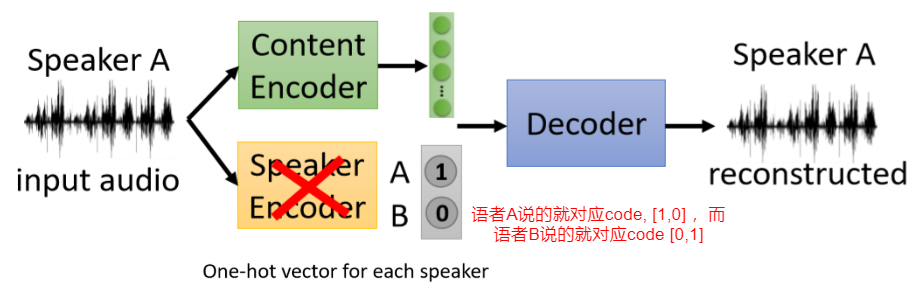 Speaker A
input audio
Content
Encoder
Speaker
Encoder
A 1
B 0
One-hot vector for each speaker
语者A说的就对应code, [1,0] ，而
语者B说的就对应code [0,1]
Decoder
Speaker A
reconstructed